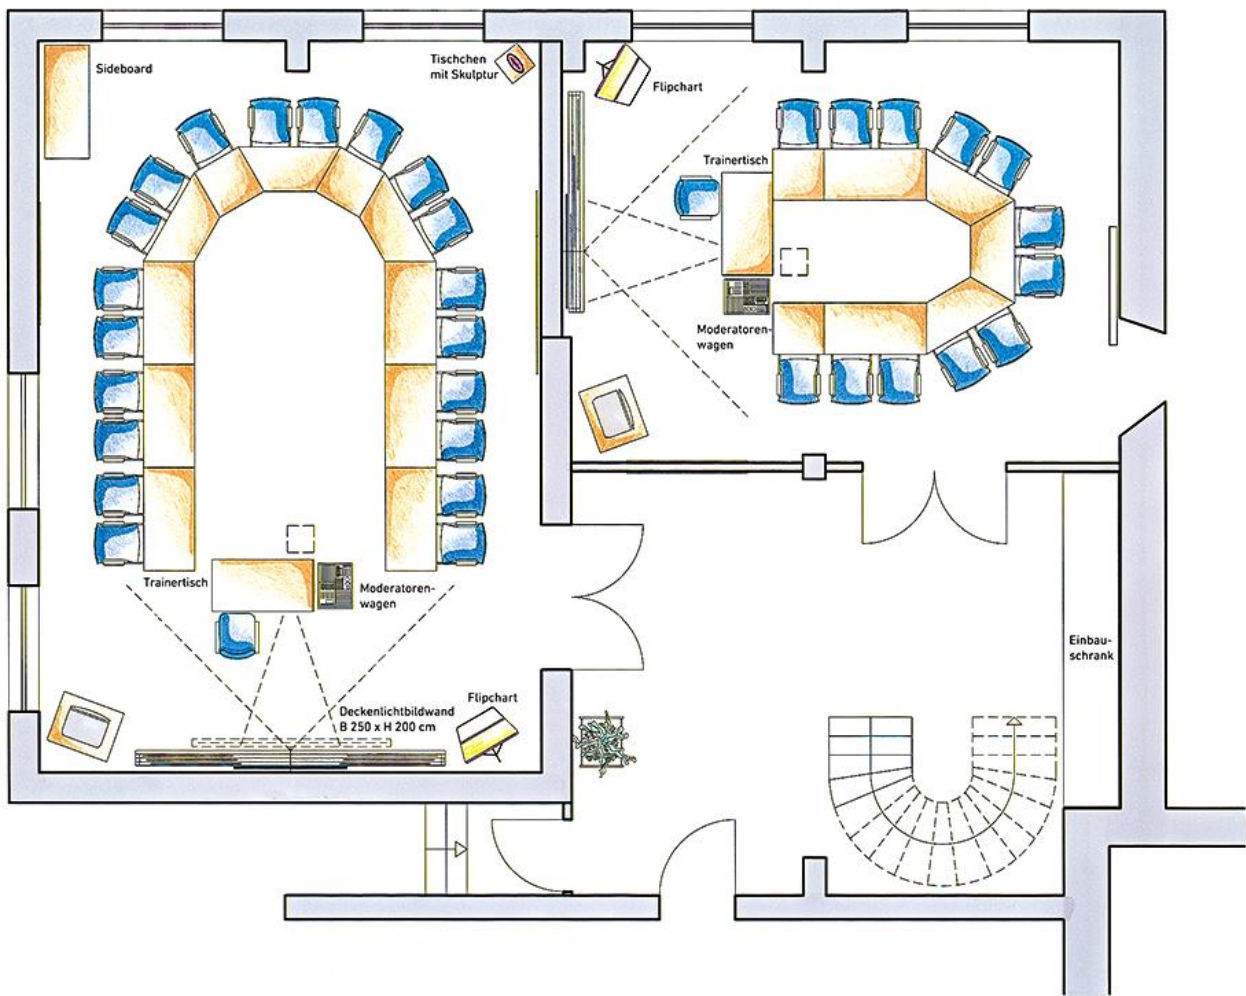 Sideboard
Tischchen
mit Skulptur
Flipchart
Trainertisch
Moderatoren-
wagen
Trainertisch
Moderatoren-
wagen
Einbau-
schrank
Flipchart
Deckenlichtbildwand
B 250 x H 200 cm